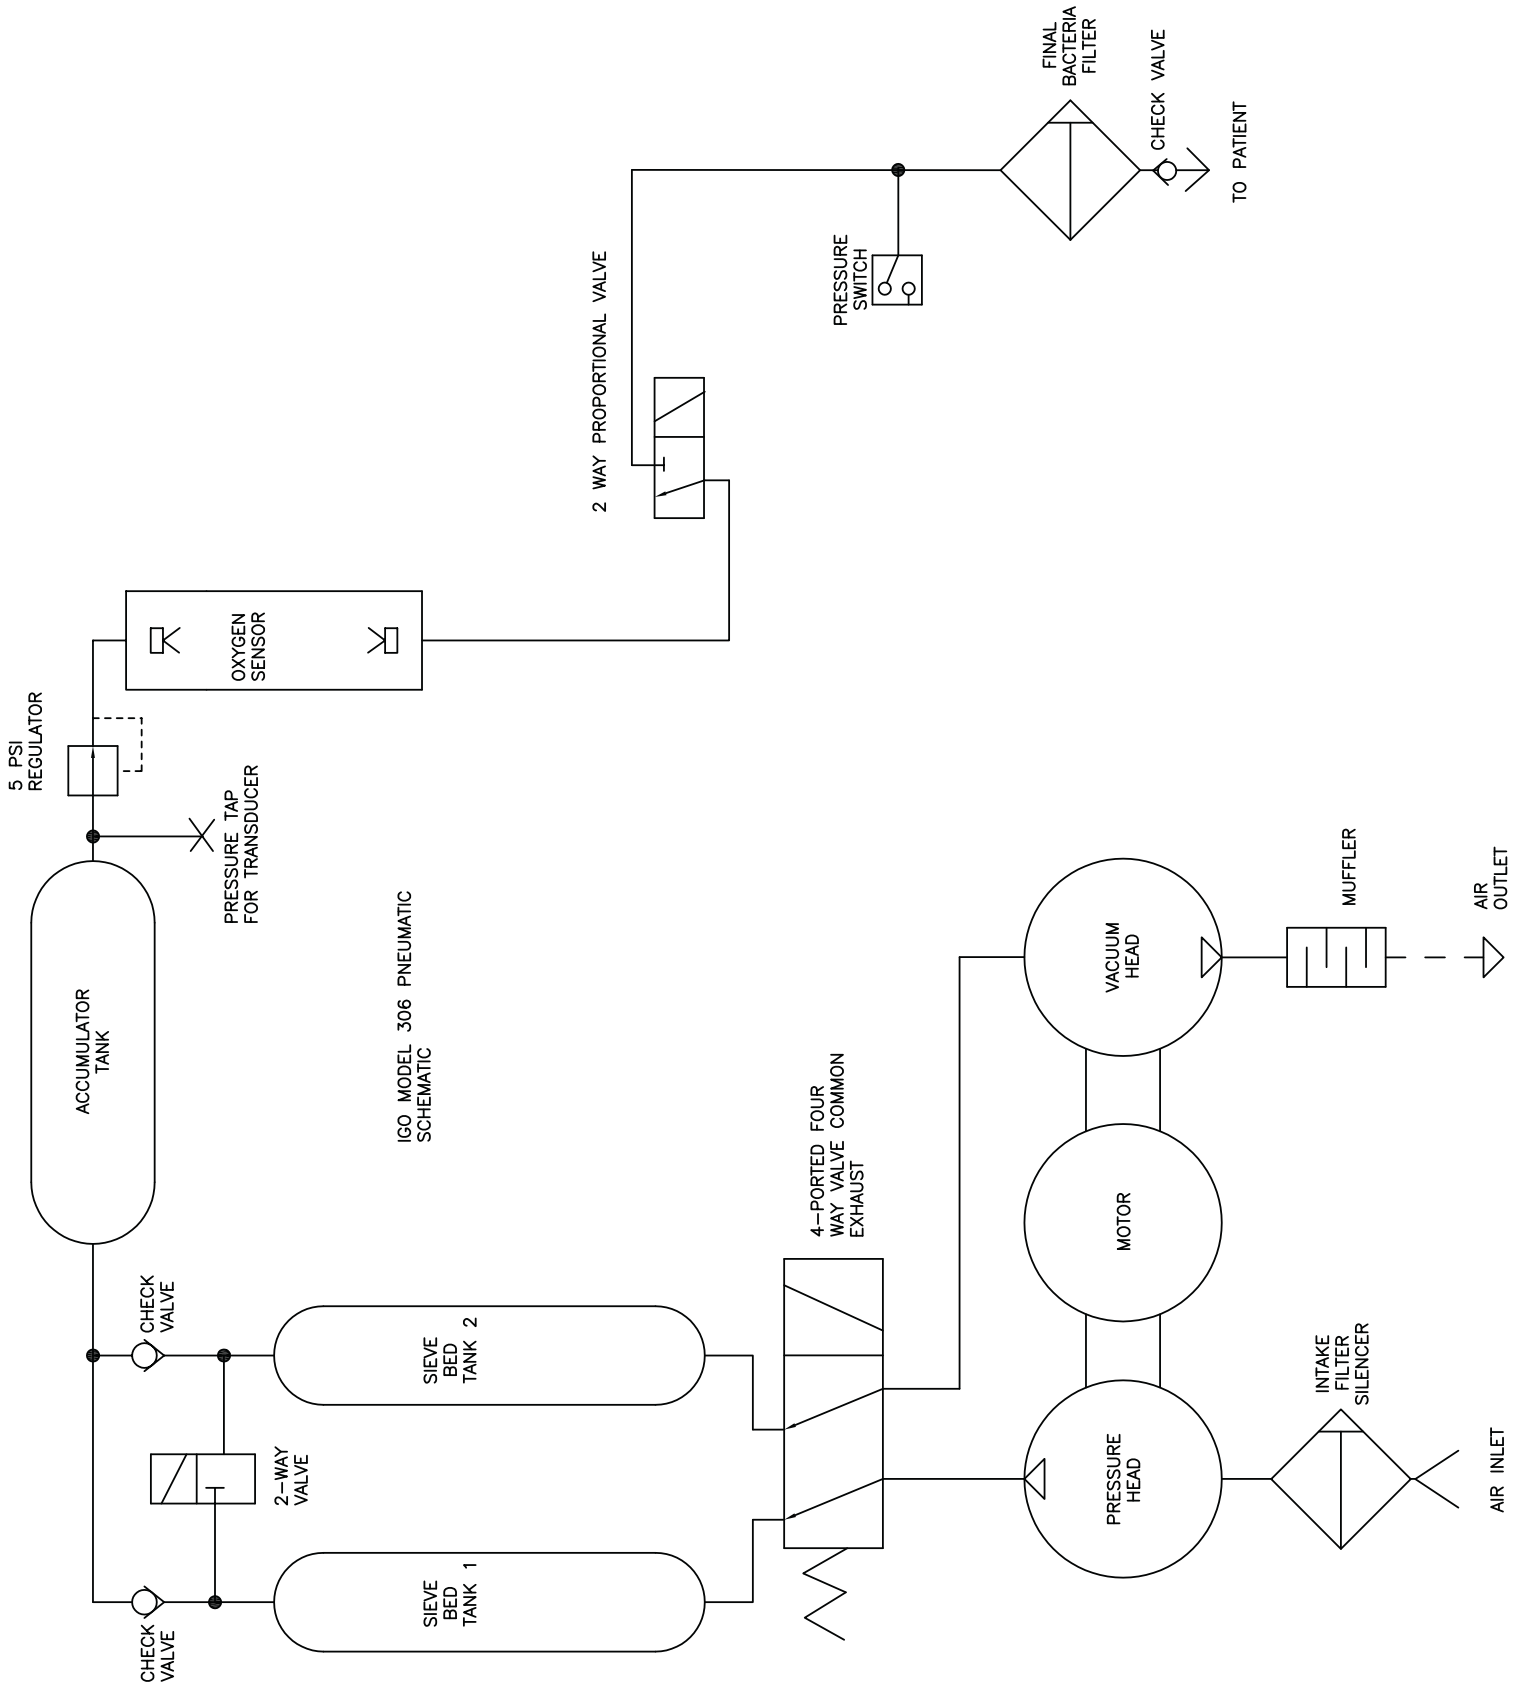 5 PSI
REGULATOR
PRESSURE TAP
FOR TRANSDUCER
ACCUMULATOR
TANK
OXYGEN
SENSOR
2 WAY PROPORTIONAL VALVE
PRESSURE
SWITCH
FINAL
BACTERIA
FILTER
CHECK VALVE
TO PATIENT
IGO MODEL 306 PNEUMATIC
SCHEMATIC
CHECK
VALVE
CHECK
VALVE
2-WAY
VALVE
SIEVE
BED
TANK 2
SIEVE
BED
TANK 1
4-PORTED FOUR
WAY VALVE COMMON
EXHAUST
VACUUM
HEAD
MOTOR
PRESSURE
HEAD
MUFFLER
AIR
OUTLET
INTAKE
FILTER
SILENCER
AIR INLET